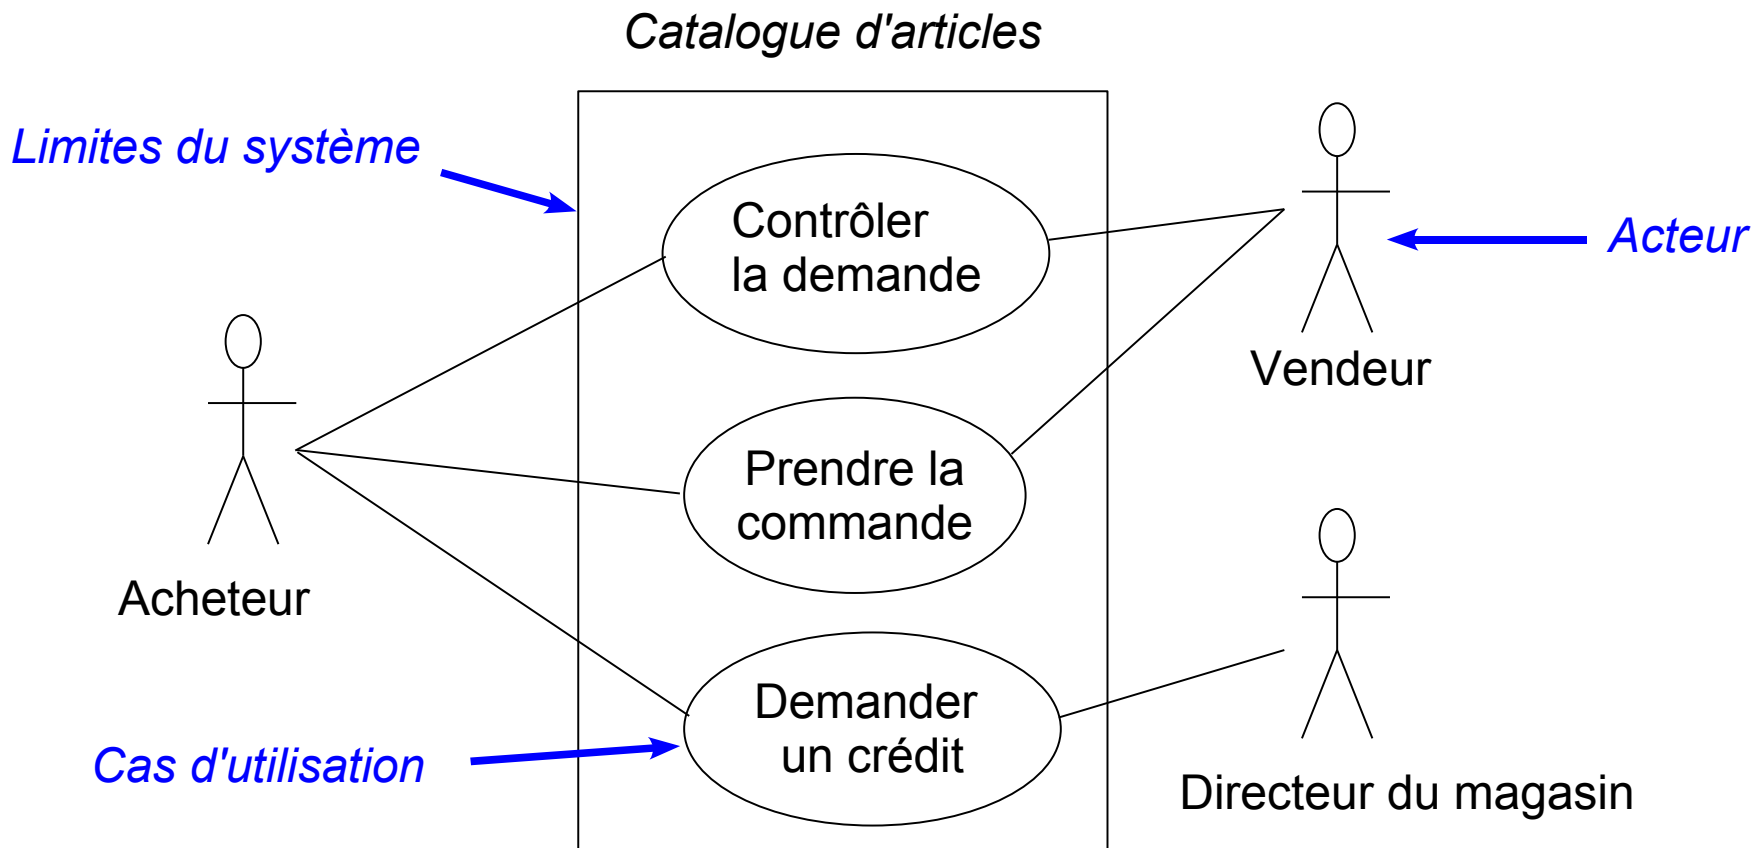 Catalogue d'articles
Limites du système
Contrôler
la demande
Acteur
Vendeur
Prendre la
commande
Acheteur
Demander
un crédit
Cas d'utilisation
Directeur du magasin